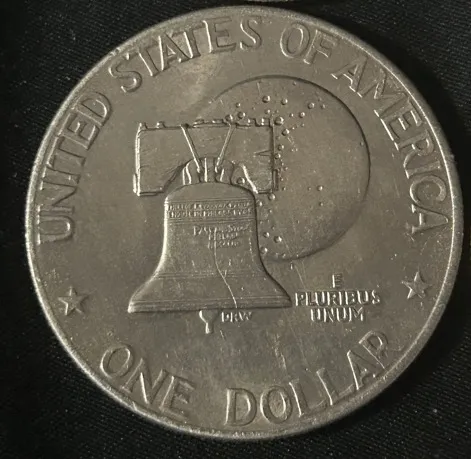 UNITED STATES OF AMERICA
DRW
E
PLURIBUS
UNUM
ONE DOLLAR